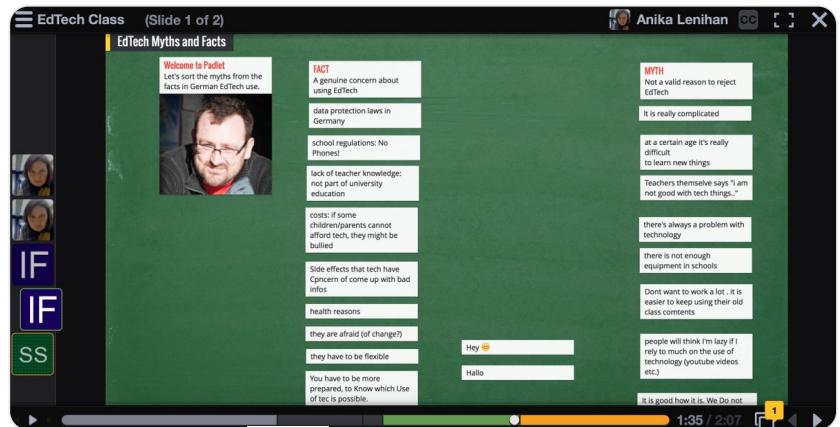 EdTech Class (Slide 1 of 2)
Anika Lenihan CC
EdTech Myths and Facts
Welcome to Padlet
Let's sort the myths from the
facts in German EdTech use.
FACT
A genuine concern about
using EdTech
data protection laws in
Germany
school regulations: No
Phones!
lack of teacher knowledge:
not part of university
education
costs: if some
children/parents cannot
afford tech, they might be
bullied
SIde effects that tech have
Cpncern of come up with bad
infos
health reasons
they are afraid (of change?)
they have to be flexible
You have to be more
prepared, to Know which Use
of tec is possible.
Hey
Hallo
MYTH
Not a valid reason to reject
EdTech
It is really complicated
at a certain age it's really
difficult
to learn new things
Teachers themselve says "i am
not good with tech things.."
there's always a problem with
technology
there is not enough
equipment in schools
Dont want to work a lot . it is
easier to keep using their old
class comtents
people will think I'm lazy if I
rely to much on the use of
technology (youtube videos
etc.)
It is good how it is. We Do not
IF
IF
SS
1:35 / 2:07
1